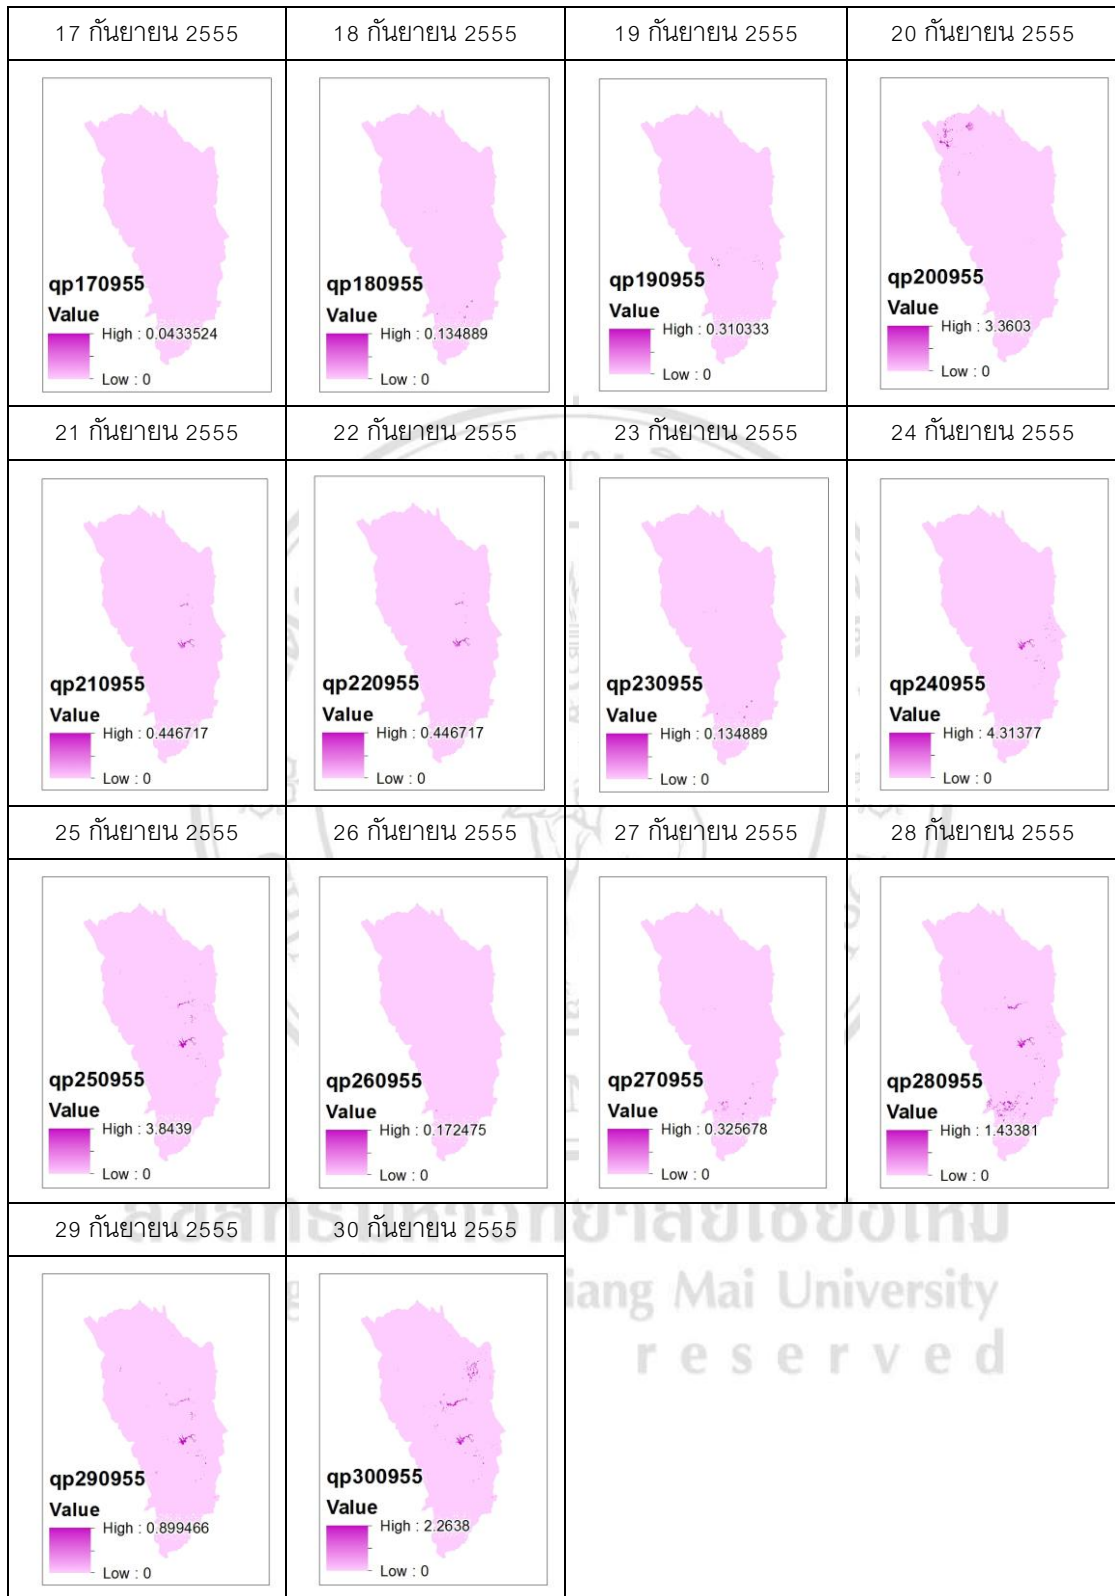 17 กันยายน 2555
18 กันยายน 2555
19 กันยายน 2555
20 กันยายน 2555
qp170955
Value
High : 0.0433524
Low : 0
qp180955
Value
High : 0.134889
Low : 0
qp190955
Value
High : 0.310333
Low : 0
qp200955
Value
High : 3.3603
Low : 0
21 กันยายน 2555
22 กันยายน 2555
23 กันยายน 2555
24 กันยายน 2555
qp210955
Value
High : 0.446717
Low : 0
qp220955
Value
High : 0.446717
Low : 0
qp230955
Value
High : 0.134889
Low : 0
qp240955
Value
High : 4.31377
Low : 0
25 กันยายน 2555
26 กันยายน 2555
27 กันยายน 2555
28 กันยายน 2555
qp250955
Value
High : 3.8439
Low : 0
qp260955
Value
High : 0.172475
Low : 0
qp270955
Value
High : 0.325678
Low : 0
qp280955
Value
High : 1.43381
Low : 0
29 กันยายน 2555
30 กันยายน 2555
qp290955
Value
High : 0.899466
Low : 0
qp300955
Value
High : 2.2638
Low : 0
Mai University
reserved